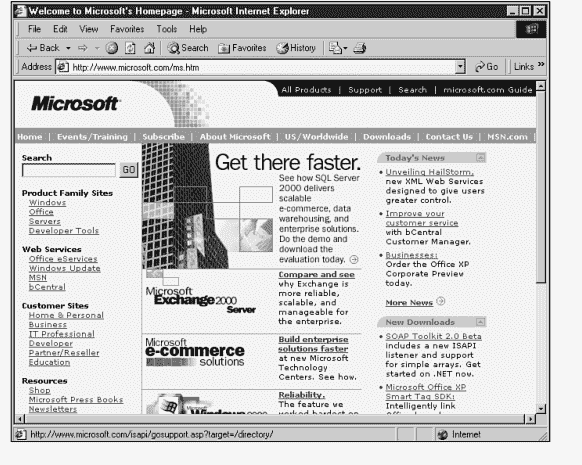 Welcome to Microsoft's Homepage - Microsoft Internet Explorer
File Edit View Favorites Tools Help
Back Search Favorites History
Address http://www.microsoft.com/ms.htm Go Links »
All Products | Support | Search | microsoft.com Guide
Microsoft
Home | Events/Training | Subscribe | About Microsoft | US/Worldwide | Downloads | Contact Us | MSN.com |
Search
GO
Product Family Sites
Windows
Office
Servers
Developer Tools
Web Services
Office eServices
Windows Update
MSN
bCentral
Customer Sites
Home & Personal
Business
IT Professional
Developer
Partner/Reseller
Education
Resources
Shop
Microsoft Press Books
Newsletters
Get there faster.
See how SQL Server
2000 delivers
scalable
e-commerce, data
warehousing, and
enterprise solutions.
Do the demo and
download the
evaluation today.
Microsoft
Exchange 2000
Server
Compare and see
why Exchange is
more reliable,
scalable, and
manageable for
the enterprise.
Microsoft
e-commerce
solutions
Build enterprise
solutions faster
at new Microsoft
Technology
Centers. See how.
Microsoft
Windows 2000
Reliability.
The feature we
worked hardest on
Today's News
• Unveiling HailStorm,
new XML Web Services
designed to give users
greater control.
• Improve your
customer service
with bCentral
Customer Manager.
• Businesses:
Order the Office XP
Corporate Preview
today.
More News
New Downloads
• SOAP Toolkit 2.0 Beta
includes a new ISAPI
listener and support
for simple arrays. Get
started on .NET now.
• Microsoft Office XP
Smart Tag SDK:
Intelligently link
http://www.microsoft.com/isapi/gosupport.asp?target=/directory/
Internet